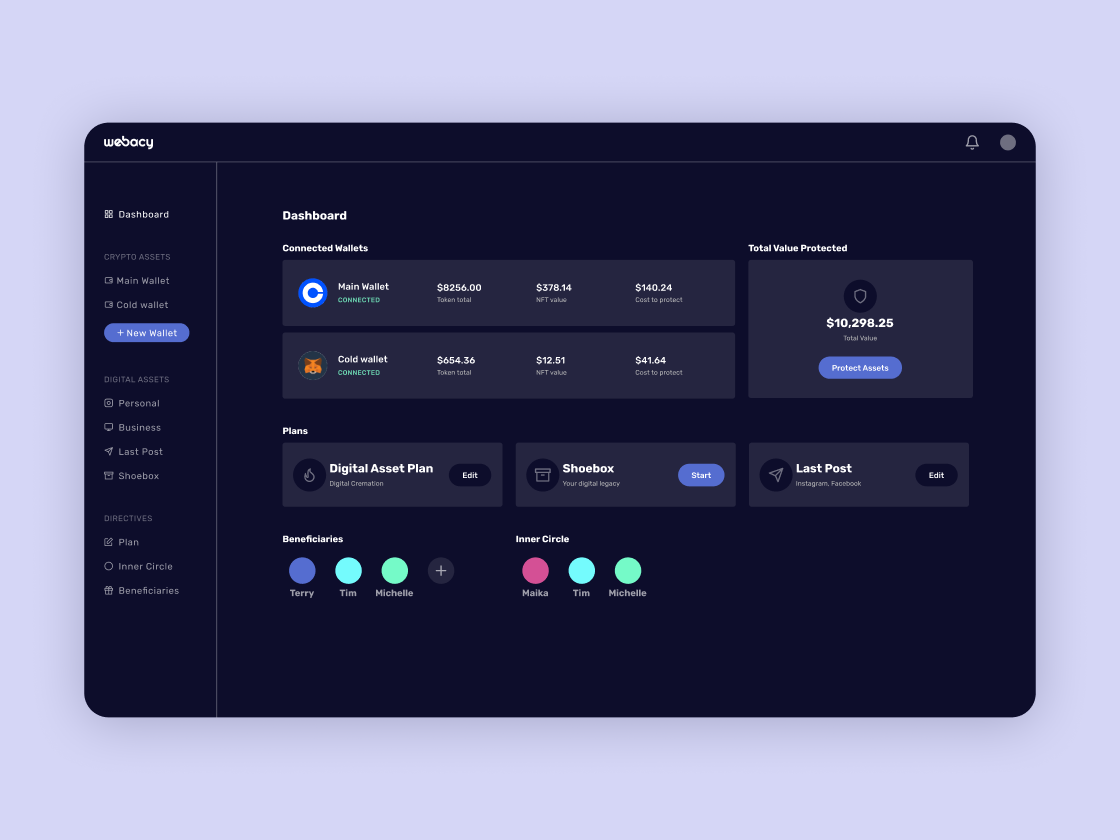 webacy
Dashboard
CRYPTO ASSETS
Main Wallet
Cold wallet
+ New Wallet
DIGITAL ASSETS
Personal
Business
Last Post
Shoebox
DIRECTIVES
Plan
Inner Circle
Beneficiaries
Dashboard
Connected Wallets
Main Wallet
CONNECTED
$8256.00
Token total
$378.14
NFT value
$140.24
Cost to protect
Cold wallet
CONNECTED
$654.36
Token total
$12.51
NFT value
$41.64
Cost to protect
Total Value Protected
$10,298.25
Total Value
Protect Assets
Plans
Digital Asset Plan
Digital Cremation
Edit
Shoebox
Your digital legacy
Start
Last Post
Instagram, Facebook
Edit
Beneficiaries
Terry
Tim
Michelle
Inner Circle
Maika
Tim
Michelle